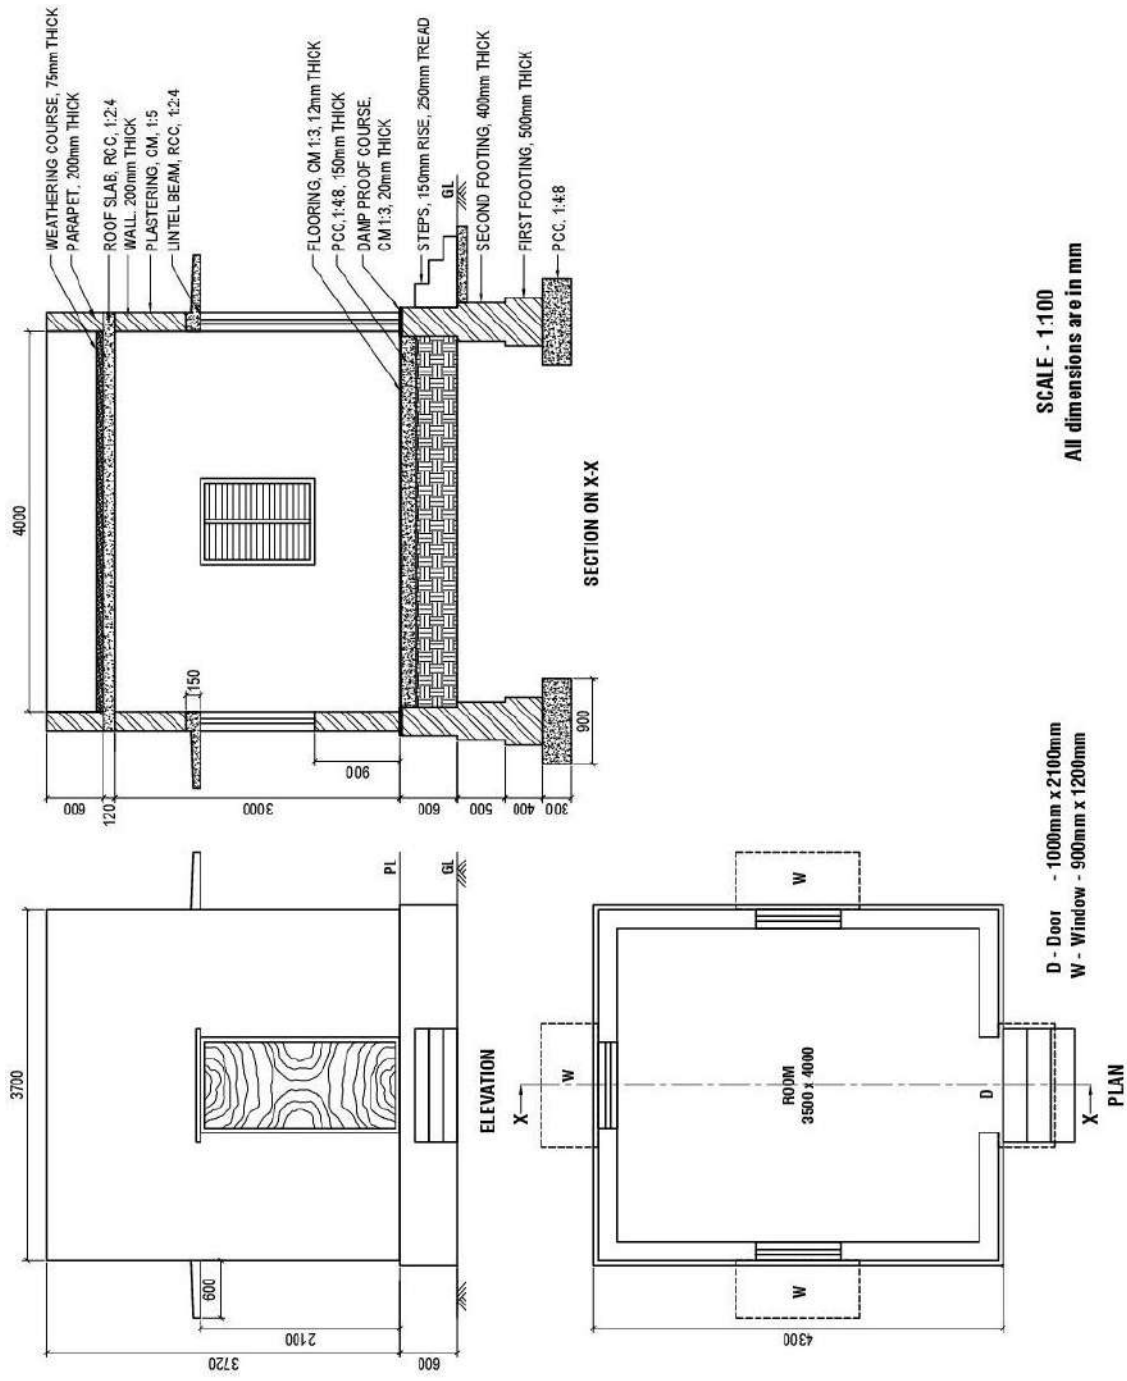 3700
600
2100
3720
600
PL
GL
ELEVATION
4000
WEATHERING COURSE, 75mm THICK
PARAPET, 200mm THICK
ROOF SLAB, RCC, 1:2:4
WALL. 200mm THICK
PLASTERING, CM, 1:5
LINTEL BEAM, RCC, 1:2:4
FLOORING, CM 1:3, 12mm THICK
PCC, 1:4:8, 150mm THICK
DAMP PROOF COURSE,
CM 1:3, 20mm THICK
STEPS, 150mm RISE, 250mm TREAD
GL
SECOND FOOTING, 400mm THICK
FIRST FOOTING, 500mm THICK
PCC, 1:4:8
600
120
3000
150
900
600
500
400
300
900
SECTION ON X-X
W
W
W
X
ROOM
3500 x 4000
D
X
4300
PLAN
D - Door - 1000mm x 2100mm
W - Window - 900mm x 1200mm
SCALE - 1:100
All dimensions are in mm